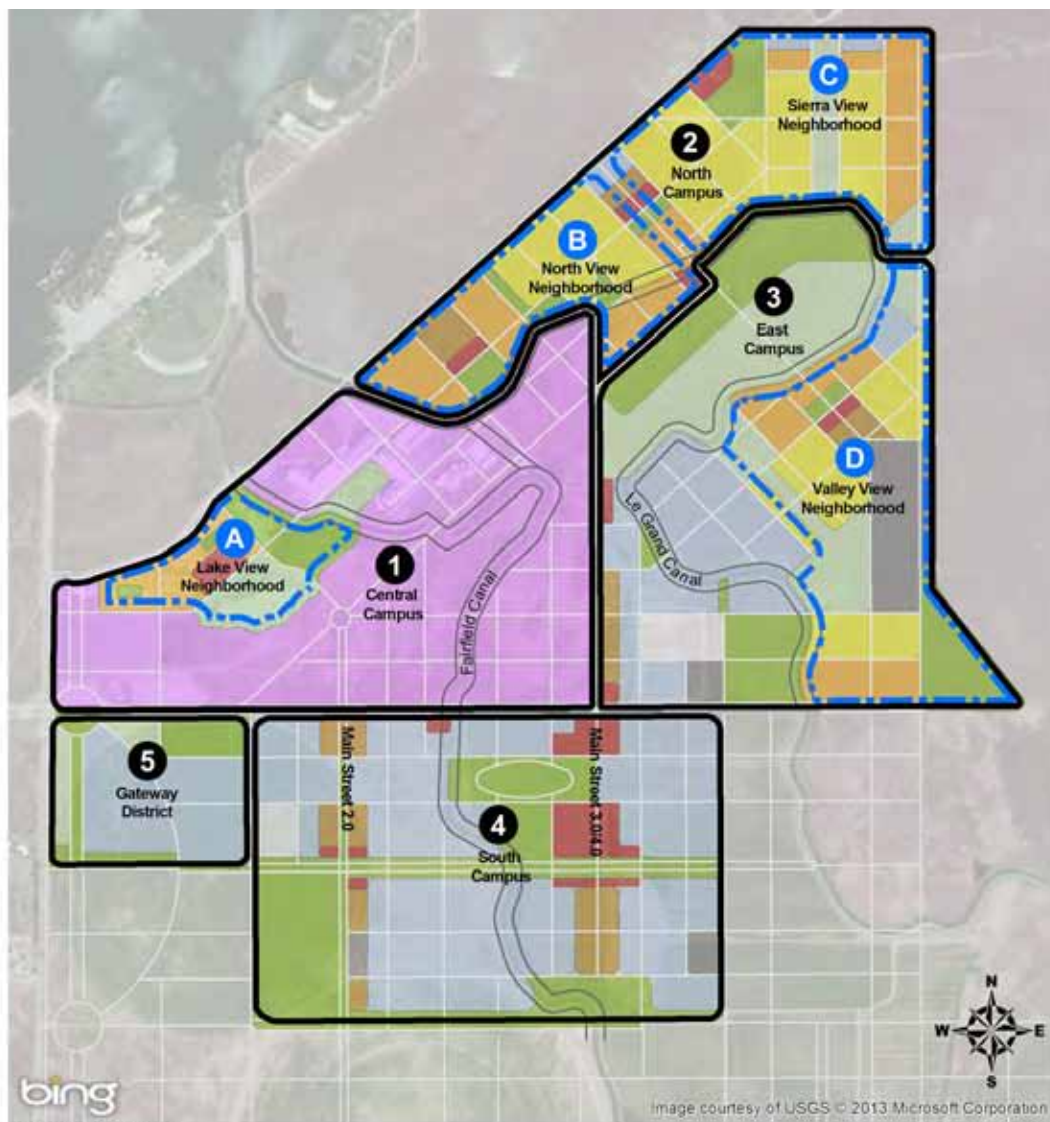 C
Sierra View
Neighborhood
2
North
Campus
B
North View
Neighborhood
3
East
Campus
D
Valley View
Neighborhood
Le Grand Canal
A
Lake View
Neighborhood
1
Central
Campus
Fairfield Canal
5
Gateway
District
Main Street 2.0
Main Street 3.0/4.0
4
South
Campus
N
W E
S
bing
Image courtesy of USGS © 2013 Microsoft Corporation